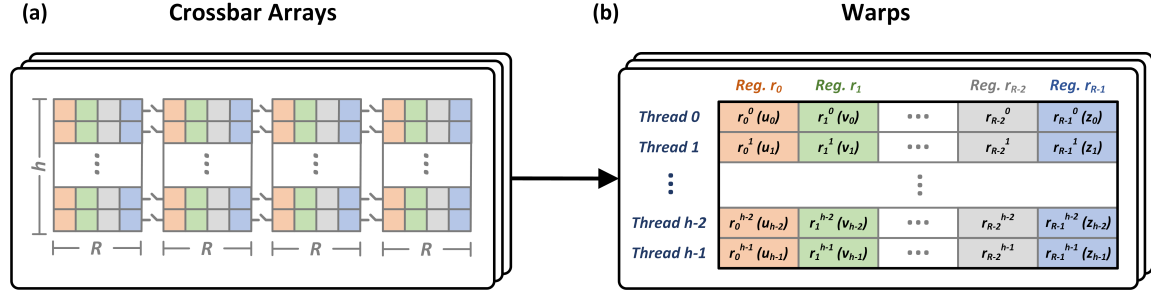 (a) Crossbar Arrays
h
R R R R
(b) Warps
Reg. r0 Reg. r1 Reg. rR-2 Reg. rR-1
Thread 0 r0^0 (u0) r1^0 (v0) ••• rR-2^0 rR-1^0 (z0)
Thread 1 r0^1 (u1) r1^1 (v1) ••• rR-2^1 rR-1^1 (z1)
Thread h-2 r0^h-2 (uh-2) r1^h-2 (vh-2) ••• rR-2^h-2 rR-1^h-2 (zh-2)
Thread h-1 r0^h-1 (uh-1) r1^h-1 (vh-1) ••• rR-2^h-1 rR-1^h-1 (zh-1)